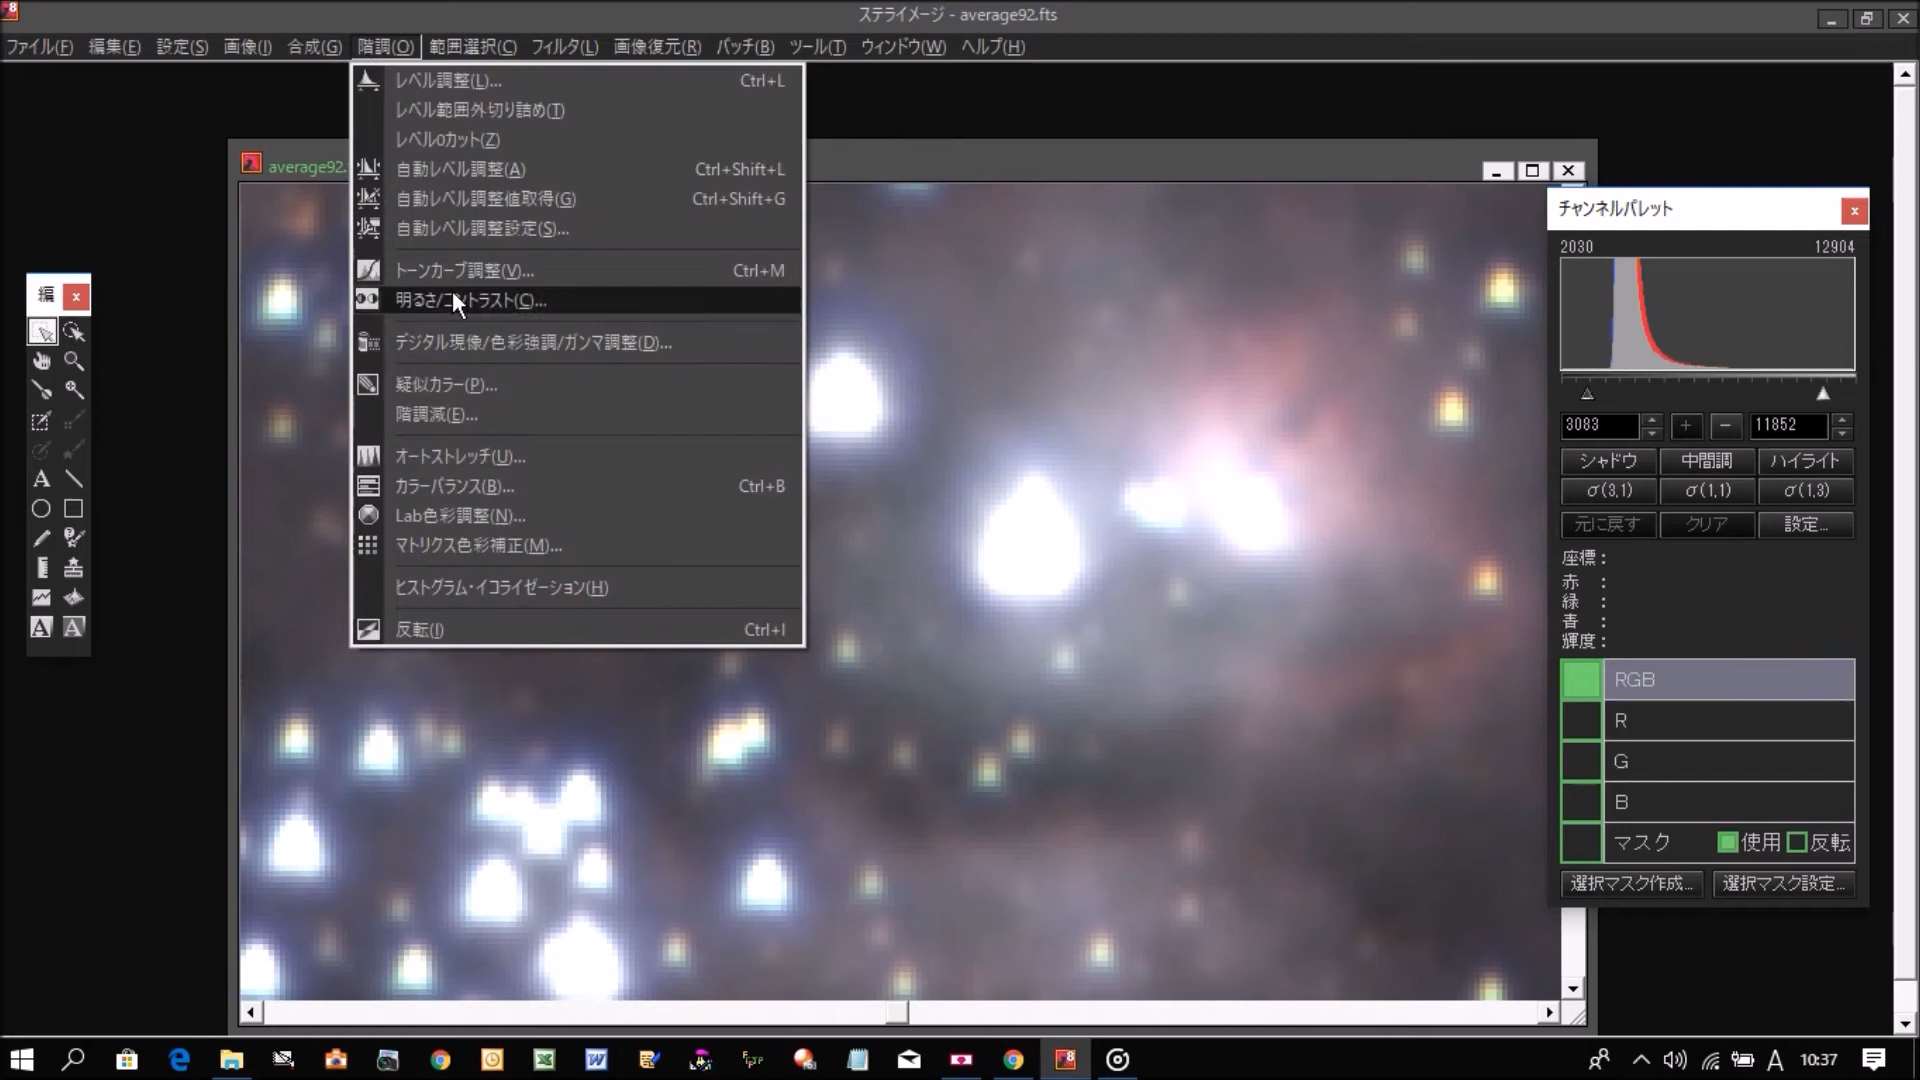 ステライメージ - average92.fts
ファイル(F) 編集(E) 設定(S) 画像(I) 合成(G) 階調(O) 範囲選択(C) フィルタ(L) 画像復元(R) バッチ(B) ツール(T) ウィンドウ(W) ヘルプ(H)
レベル調整(L)... Ctrl+L
レベル範囲外切り詰め(T)
レベル0カット(Z)
自動レベル調整(A) Ctrl+Shift+L
自動レベル調整値取得(G) Ctrl+Shift+G
自動レベル調整設定(S)...
トーンカーブ調整(V)... Ctrl+M
明るさ/コントラスト(C)...
デジタル現像/色彩強調/ガンマ調整(D)...
疑似カラー(P)...
階調減(E)...
オートストレッチ(U)...
カラーバランス(B)... Ctrl+B
Lab色彩調整(N)...
マトリクス色彩補正(M)...
ヒストグラム・イコライゼーション(H)
反転(I) Ctrl+I
average92.
編
チャンネルパレット
2030 12904
3083 + - 11852
シャドウ 中間調 ハイライト
σ(3,1) σ(1,1) σ(1,3)
元に戻す クリア 設定...
座標:
赤 :
緑 :
青 :
輝度:
RGB
R
G
B
マスク 使用 反転
選択マスク作成... 選択マスク設定...
A 10:37